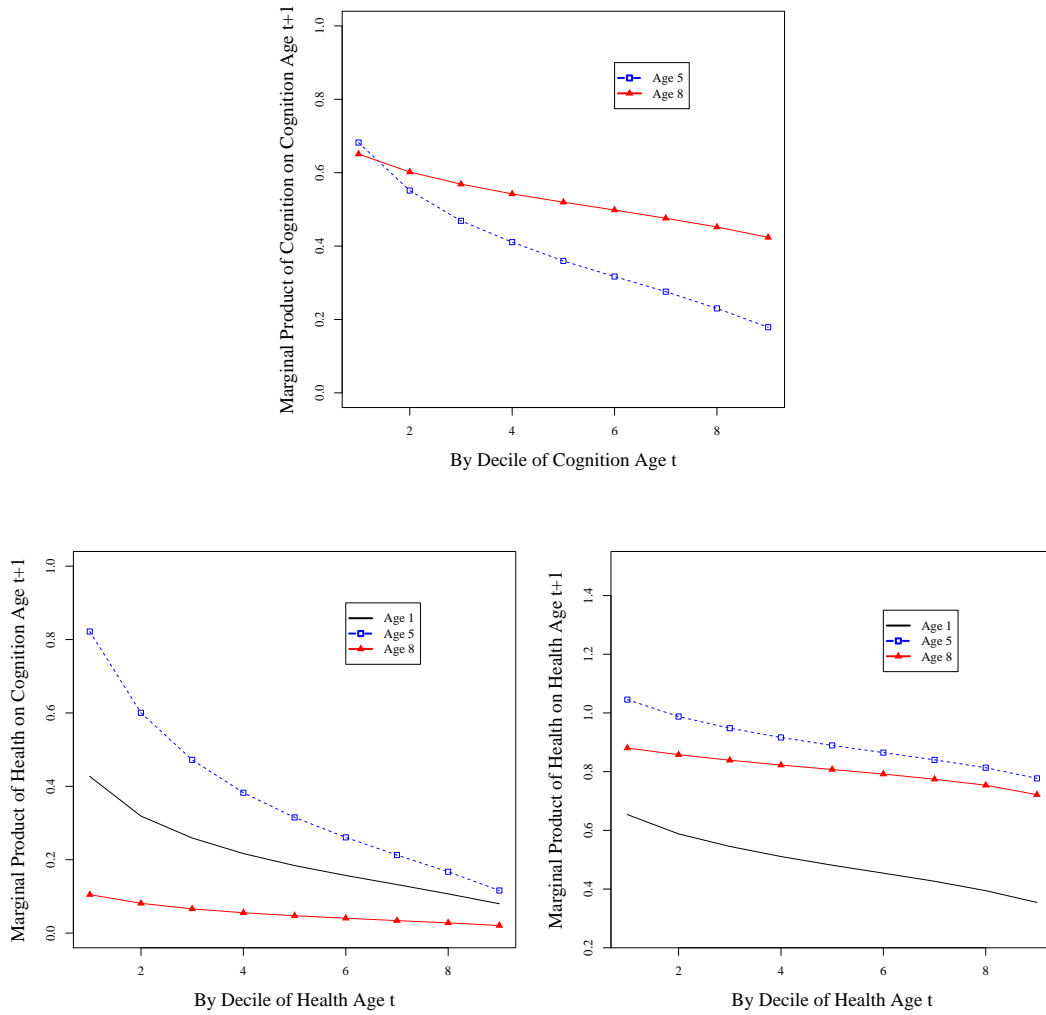 Marginal Product of Cognition on Cognition Age t+1
1.0
0.8
0.6
0.4
0.2
0.0
Age 5
Age 8
2 4 6 8
By Decile of Cognition Age t
Marginal Product of Health on Cognition Age t+1
1.0
0.8
0.6
0.4
0.2
0.0
Age 1
Age 5
Age 8
2 4 6 8
By Decile of Health Age t
Marginal Product of Health on Health Age t+1
1.4
1.2
1.0
0.8
0.6
0.4
0.2
Age 1
Age 5
Age 8
2 4 6 8
By Decile of Health Age t